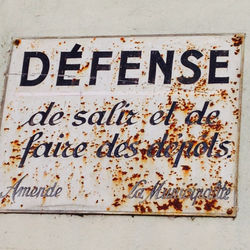 DÉFENSE
de salir et de
faire des dépôts.
Amende La Municipalité